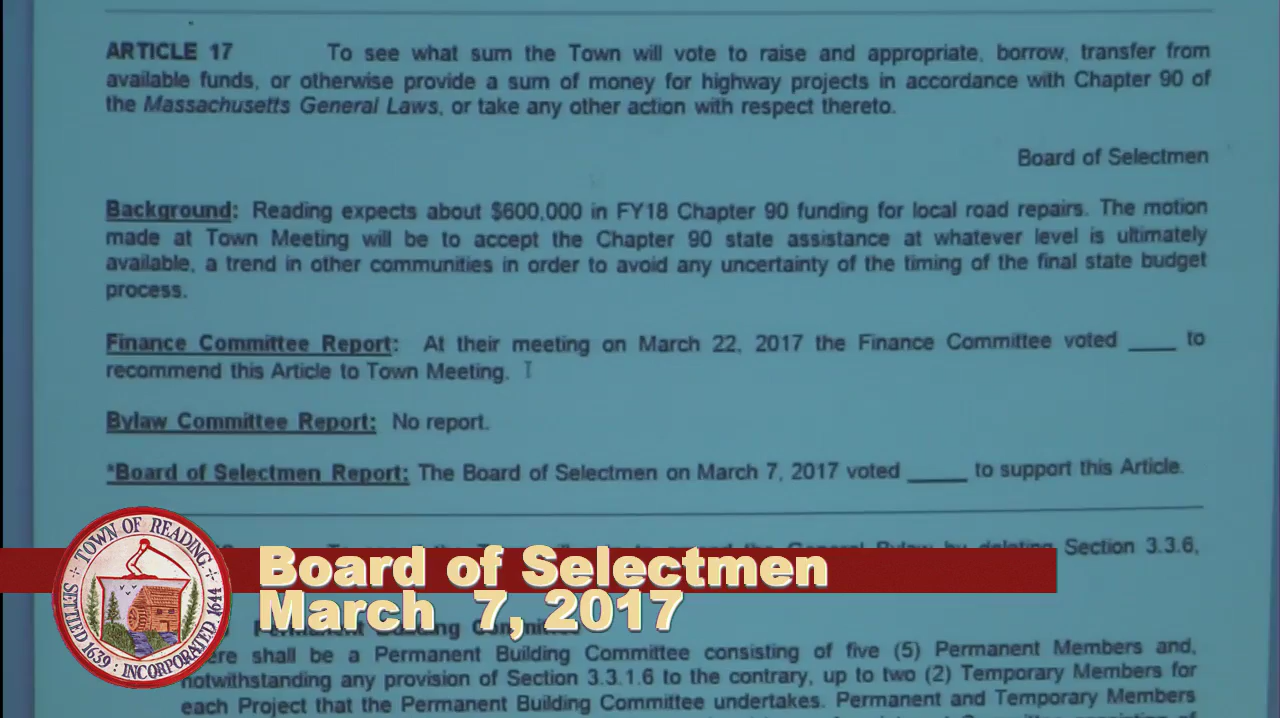 ARTICLE 17 To see what sum the Town will vote to raise and appropriate, borrow, transfer from
available funds, or otherwise provide a sum of money for highway projects in accordance with Chapter 90 of
the Massachusetts General Laws, or take any other action with respect thereto.
Board of Selectmen
Background: Reading expects about $600,000 in FY18 Chapter 90 funding for local road repairs. The motion
made at Town Meeting will be to accept the Chapter 90 state assistance at whatever level is ultimately
available, a trend in other communities in order to avoid any uncertainty of the timing of the final state budget
process.
Finance Committee Report: At their meeting on March 22, 2017 the Finance Committee voted ____ to
recommend this Article to Town Meeting.
Bylaw Committee Report: No report.
*Board of Selectmen Report: The Board of Selectmen on March 7, 2017 voted _____ to support this Article.
General Bylaw by deleting Section 3.3.6,
TOWN OF READING
SETTLED 1639 : INCORPORATED 1644
Board of Selectmen
March 7, 2017
Permanent Building Committee
shall be a Permanent Building Committee consisting of five (5) Permanent Members and,
notwithstanding any provision of Section 3.3.1.6 to the contrary, up to two (2) Temporary Members for
each Project that the Permanent Building Committee undertakes. Permanent and Temporary Members